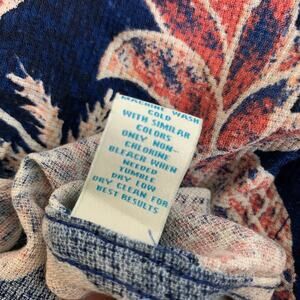 MACHINE WASH
COLD
WITH SIMILAR
COLORS
ONLY NON-
CHLORINE
BLEACH WHEN
NEEDED
TUMBLE
DRY LOW
DRY CLEAN FOR
BEST RESULTS